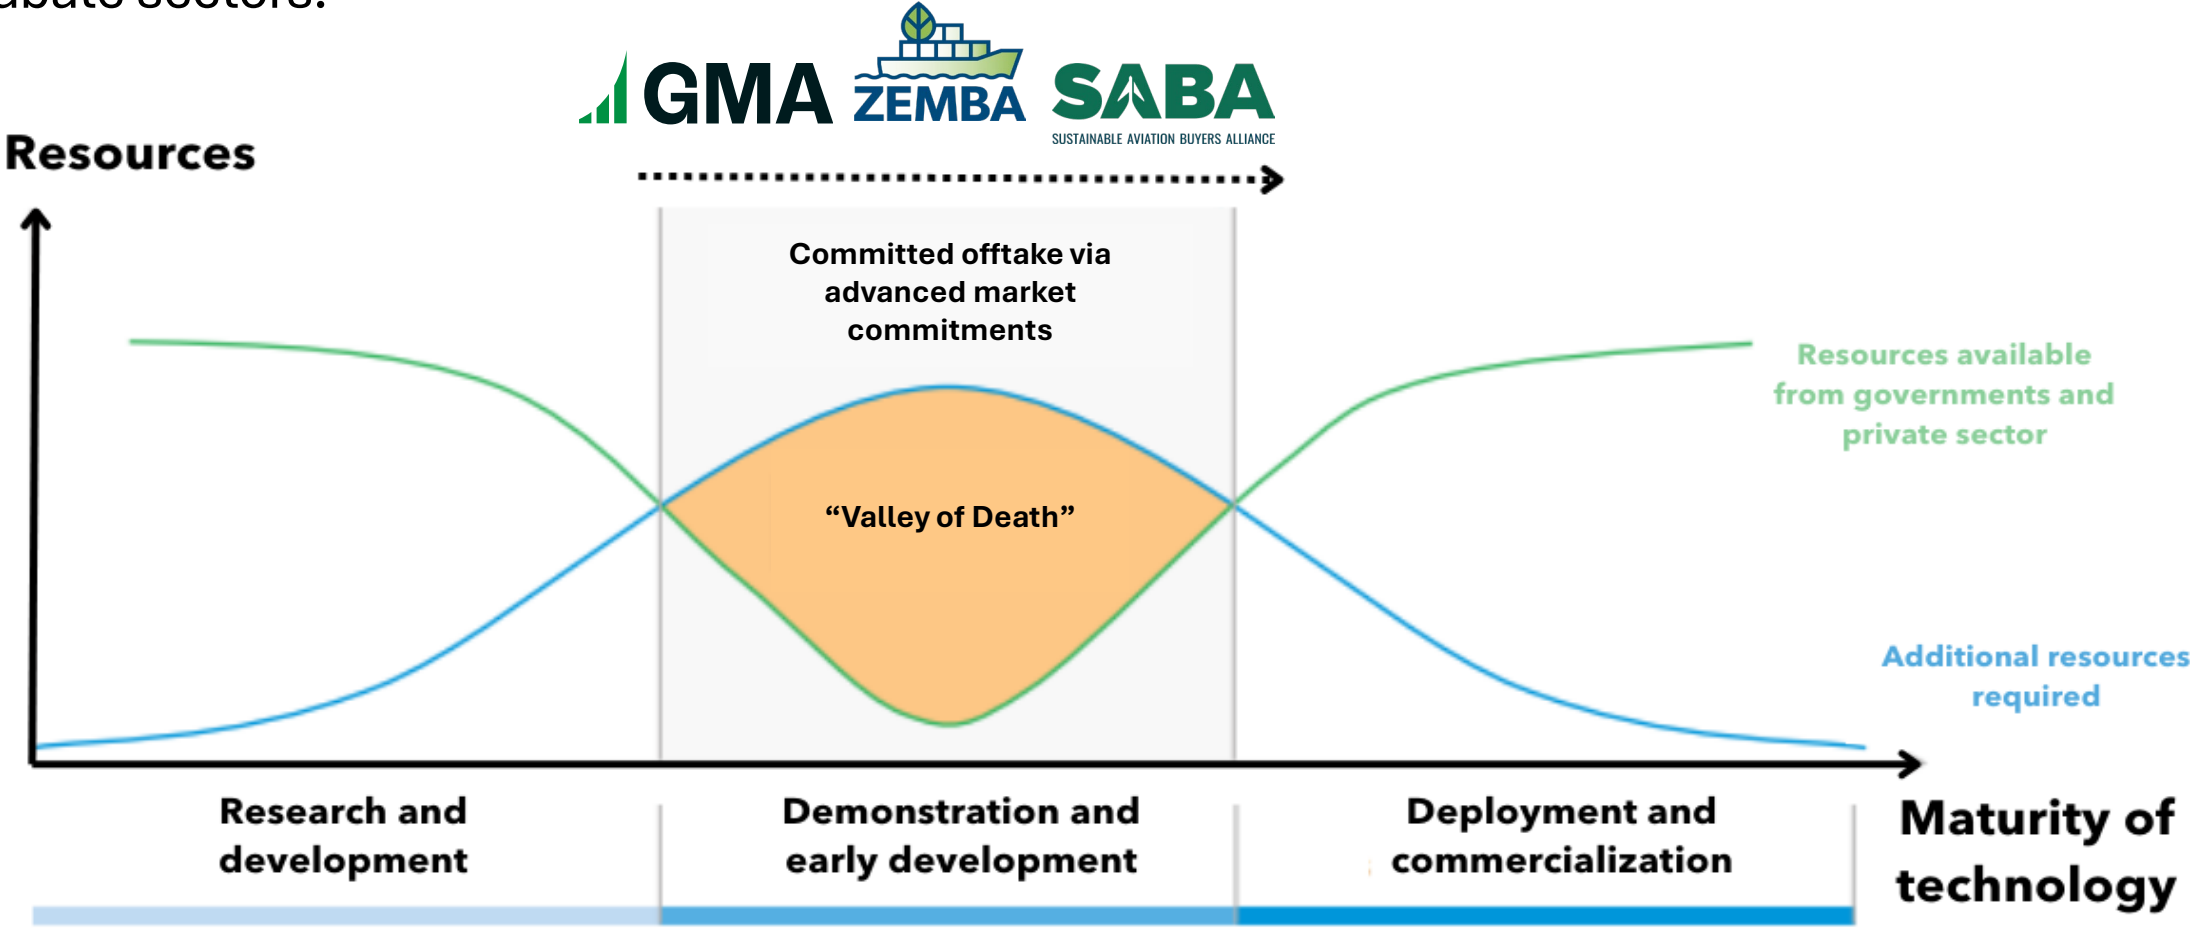 sectors.
GMA
ZEMBA
SABA
SUSTAINABLE AVIATION BUYERS ALLIANCE
Resources
Committed offtake via
advanced market
commitments
Resources available
from governments and
private sector
“Valley of Death”
Additional resources
required
Research and
development
Demonstration and
early development
Deployment and
commercialization
Maturity of
technology